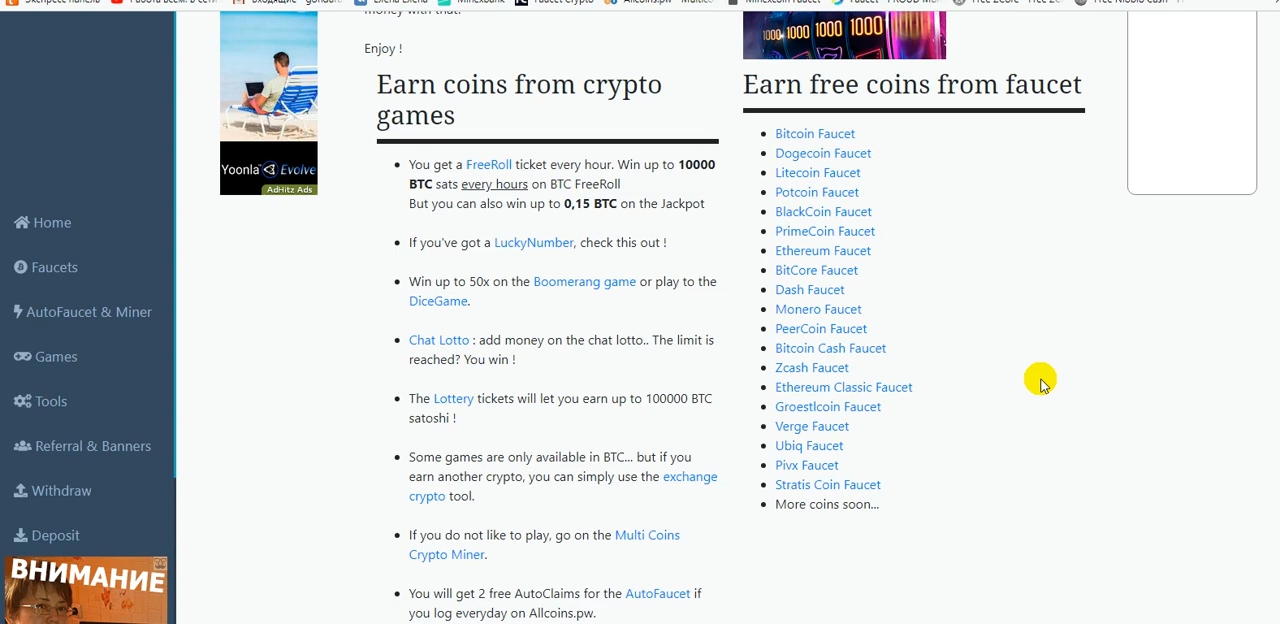 Экспресс-панель
Входящие
Faucet Crypto
Allcoins.pw
Enjoy !
Earn coins from crypto
games
You get a FreeRoll ticket every hour. Win up to 10000
BTC sats every hours on BTC FreeRoll
But you can also win up to 0,15 BTC on the Jackpot
If you've got a LuckyNumber, check this out !
Win up to 50x on the Boomerang game or play to the
DiceGame.
Chat Lotto : add money on the chat lotto.. The limit is
reached? You win !
The Lottery tickets will let you earn up to 100000 BTC
satoshi !
Some games are only available in BTC... but if you
earn another crypto, you can simply use the exchange
crypto tool.
If you do not like to play, go on the Multi Coins
Crypto Miner.
You will get 2 free AutoClaims for the AutoFaucet if
you log everyday on Allcoins.pw.
1000 1000 1000
Earn free coins from faucet
Bitcoin Faucet
Dogecoin Faucet
Litecoin Faucet
Potcoin Faucet
BlackCoin Faucet
PrimeCoin Faucet
Ethereum Faucet
BitCore Faucet
Dash Faucet
Monero Faucet
PeerCoin Faucet
Bitcoin Cash Faucet
Zcash Faucet
Ethereum Classic Faucet
Groestlcoin Faucet
Verge Faucet
Ubiq Faucet
Pivx Faucet
Stratis Coin Faucet
More coins soon...
Yoonla Evolve
AdHitz Ads
Home
Faucets
AutoFaucet & Miner
Games
Tools
Referral & Banners
Withdraw
Deposit
ВНИМАНИЕ